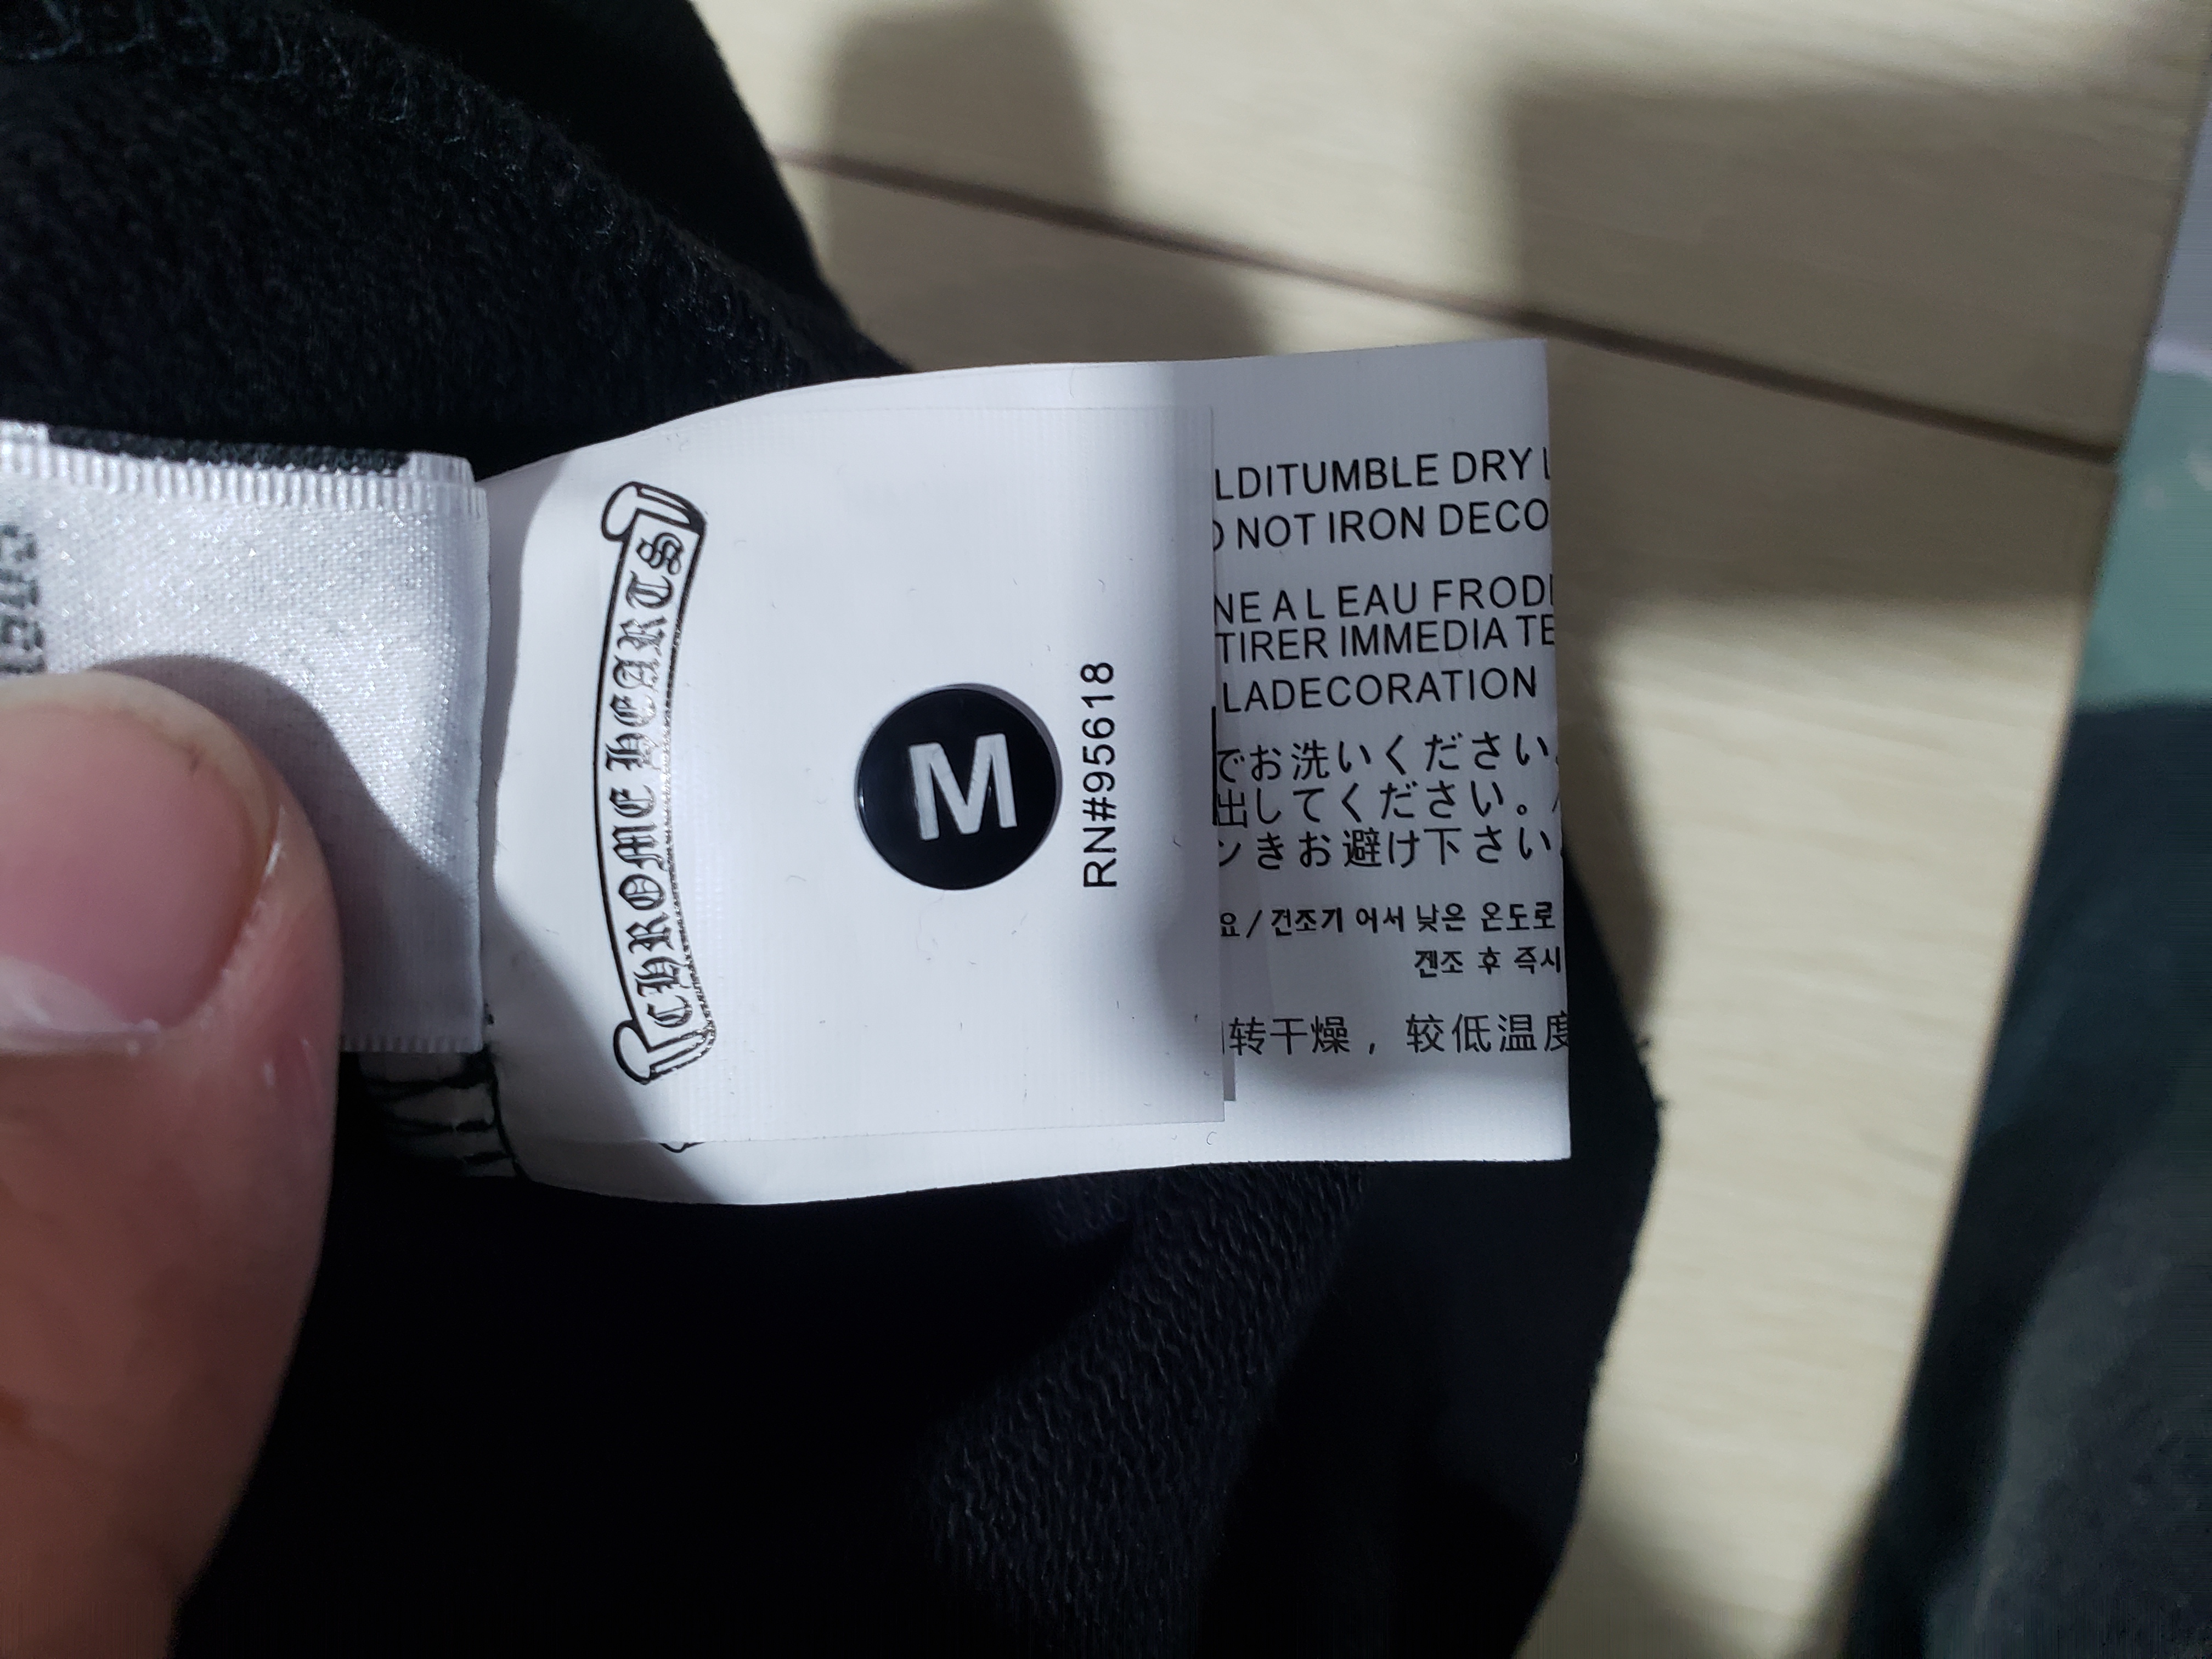 CHROME HEARTS
M
RN#95618
LDITUMBLE DRY
NOT IRON DECO
NE A L EAU FRODI
TIRER IMMEDIA TE
LADECORATION
でお洗いください。
出してください。
ンきお避け下さい
요/건조기 어서 낮은 온도로
젠조 후 즉시
转干燥，较低温度